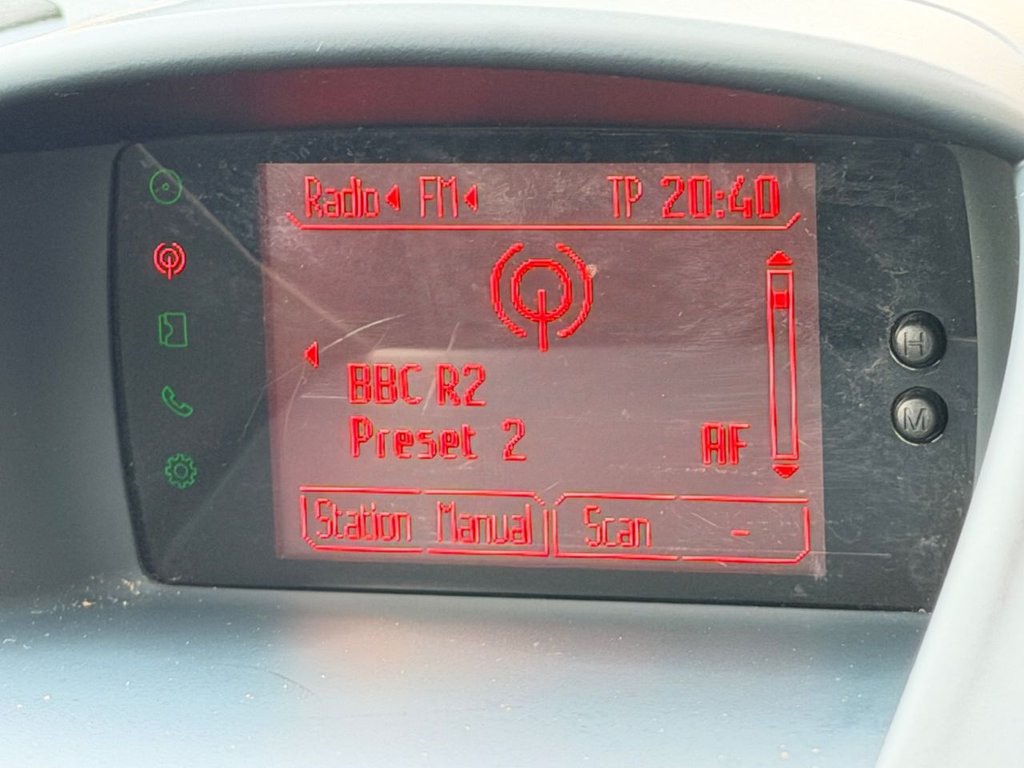 Radio FM TP 20:40
BBC R2
Preset 2 AF
Station Manual Scan -
H
M